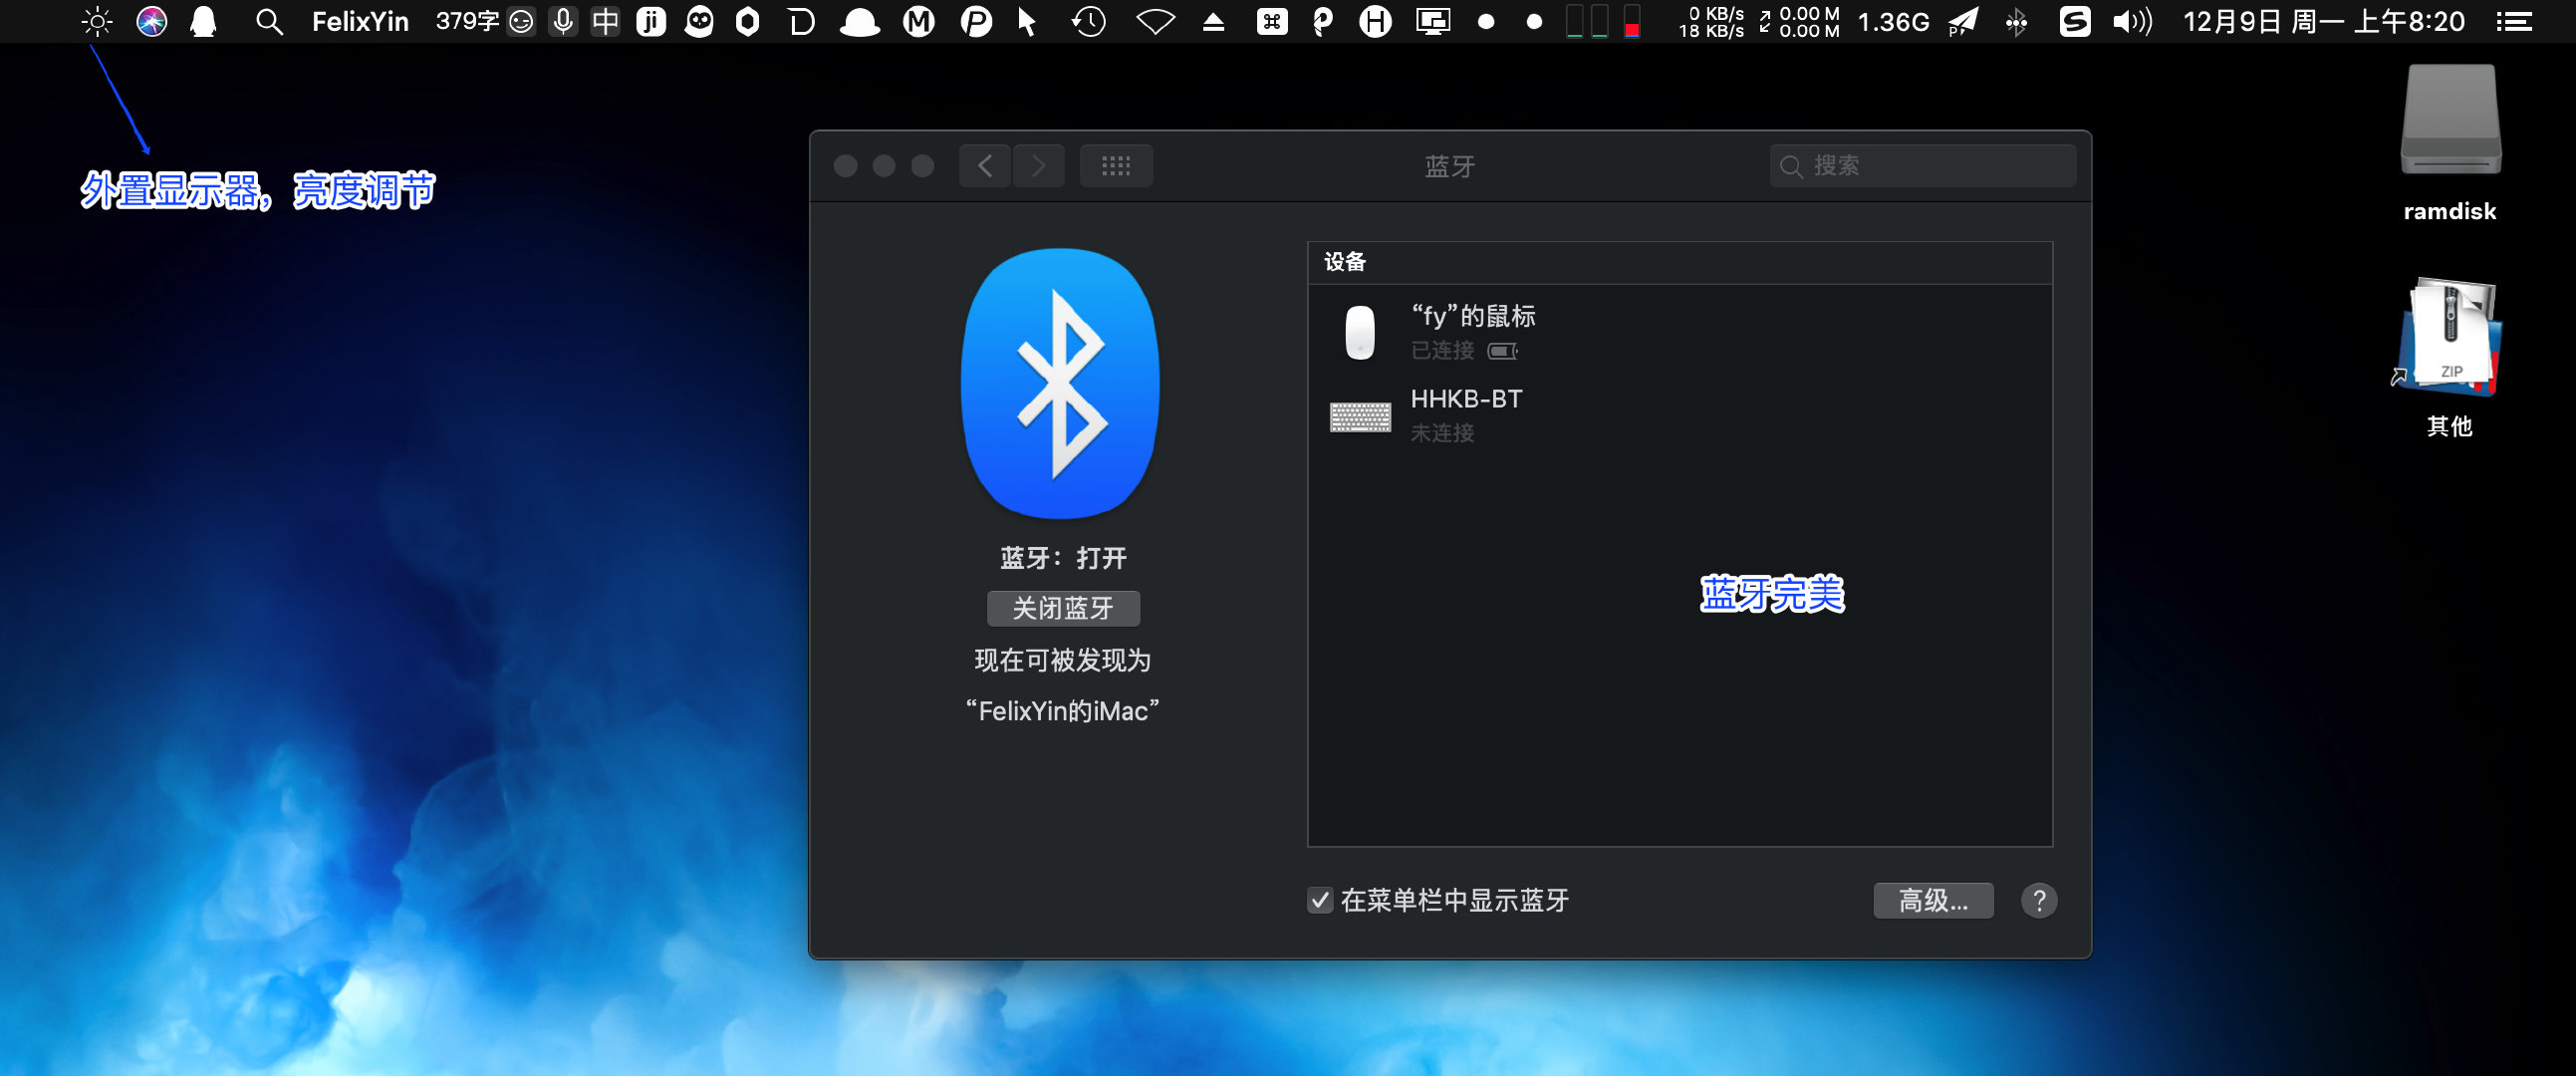 FelixYin 379字 中 ji 0 KB/s 0.00 M 1.36G 12月9日 周一 上午8:20
18 KB/s 0.00 M
外置显示器，亮度调节
蓝牙
搜索
ramdisk
ZIP
其他
设备
“fy”的鼠标
已连接
HHKB-BT
未连接
蓝牙：打开
关闭蓝牙
现在可被发现为
“FelixYin的iMac”
蓝牙完美
在菜单栏中显示蓝牙
高级...
?